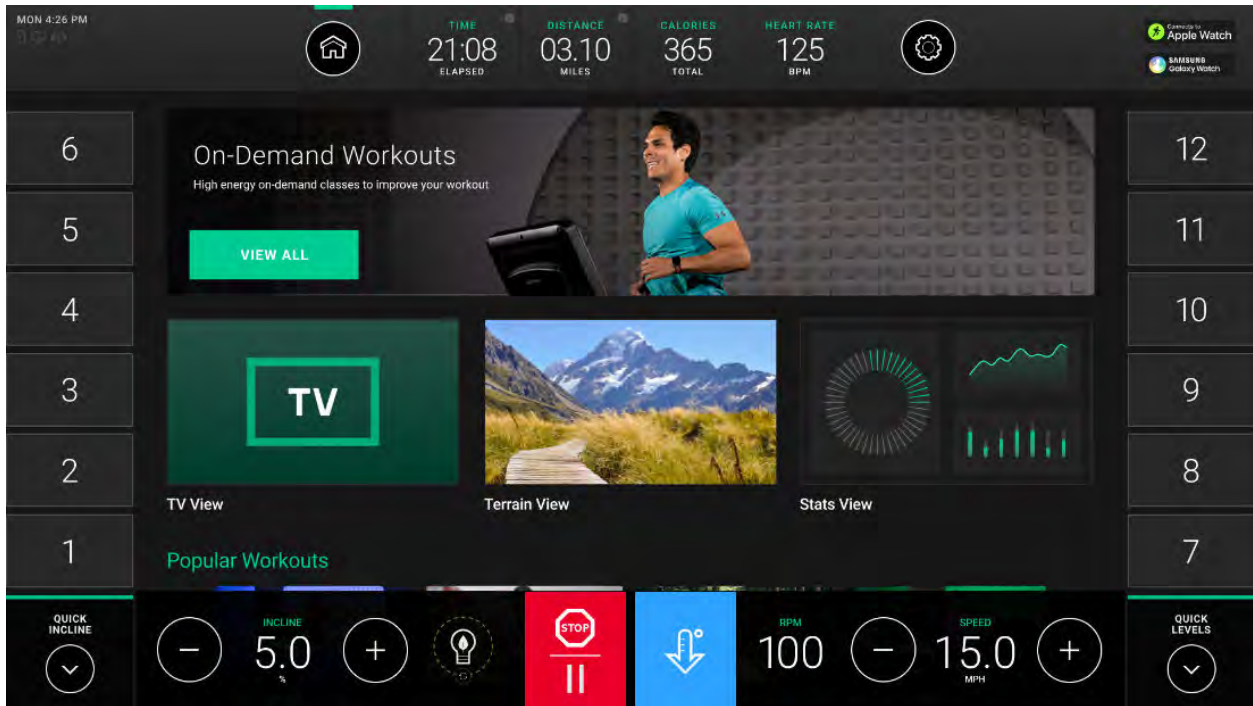 MON 4:26 PM
TIME
21:08
ELAPSED
DISTANCE
03.10
MILES
CALORIES
365
TOTAL
HEART RATE
125
BPM
Connects to
Apple Watch
SAMSUNG
Galaxy Watch
6
5
4
3
2
1
On-Demand Workouts
High energy on-demand classes to improve your workout
VIEW ALL
TV
TV View
Terrain View
Stats View
Popular Workouts
12
11
10
9
8
7
QUICK
INCLINE
INCLINE
5.0
%
STOP
RPM
100
SPEED
15.0
MPH
QUICK
LEVELS